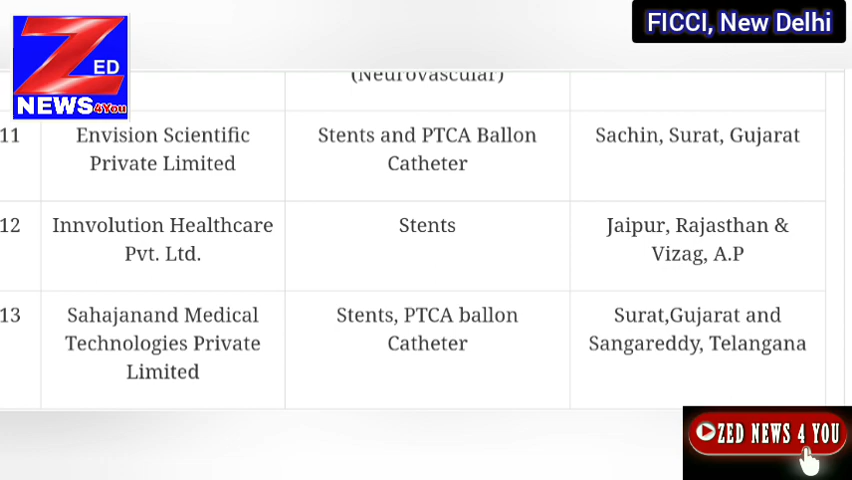 FICCI, New Delhi
ZED
NEWS4You
(Neurovascular)
11
Envision Scientific
Private Limited
Stents and PTCA Ballon
Catheter
Sachin, Surat, Gujarat
12
Innvolution Healthcare
Pvt. Ltd.
Stents
Jaipur, Rajasthan &
Vizag, A.P
13
Sahajanand Medical
Technologies Private
Limited
Stents, PTCA ballon
Catheter
Surat,Gujarat and
Sangareddy, Telangana
ZED NEWS 4 YOU